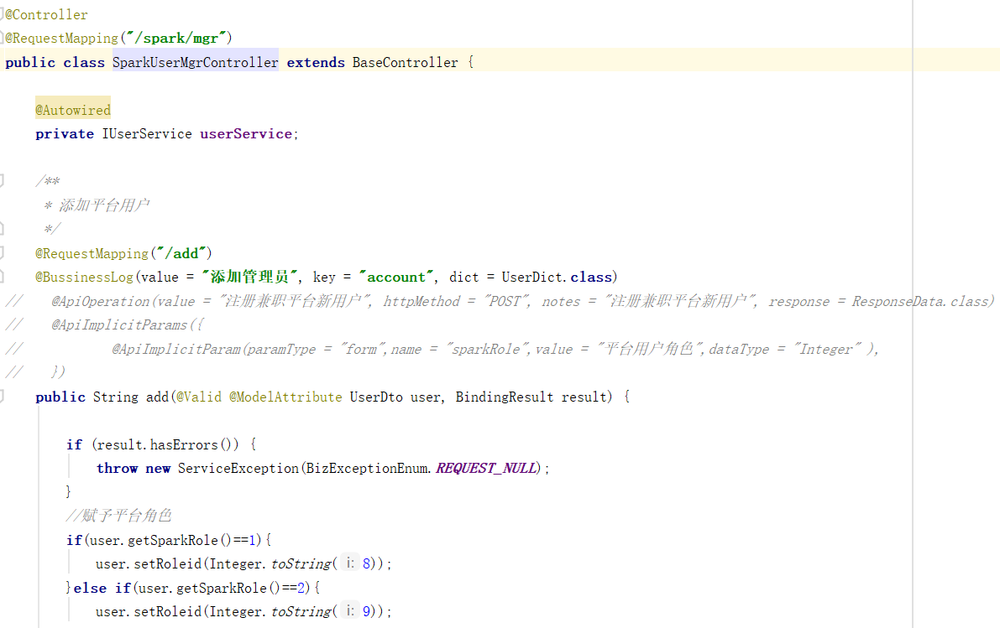 @Controller
@RequestMapping("/spark/mgr")
public class SparkUserMgrController extends BaseController {
@Autowired
private IUserService userService;
/**
* 添加平台用户
*/
@RequestMapping("/add")
@BussinessLog(value = "添加管理员", key = "account", dict = UserDict.class)
// @ApiOperation(value = "注册兼职平台新用户", httpMethod = "POST", notes = "注册兼职平台新用户", response = ResponseData.class)
// @ApiImplicitParams({
// @ApiImplicitParam(paramType = "form",name = "sparkRole",value = "平台用户角色",dataType = "Integer" ),
// })
public String add(@Valid @ModelAttribute UserDto user, BindingResult result) {
if (result.hasErrors()) {
throw new ServiceException(BizExceptionEnum.REQUEST_NULL);
}
//赋予平台角色
if(user.getSparkRole()==1){
user.setRoleid(Integer.toString( i: 8));
}else if(user.getSparkRole()==2){
user.setRoleid(Integer.toString( i: 9));